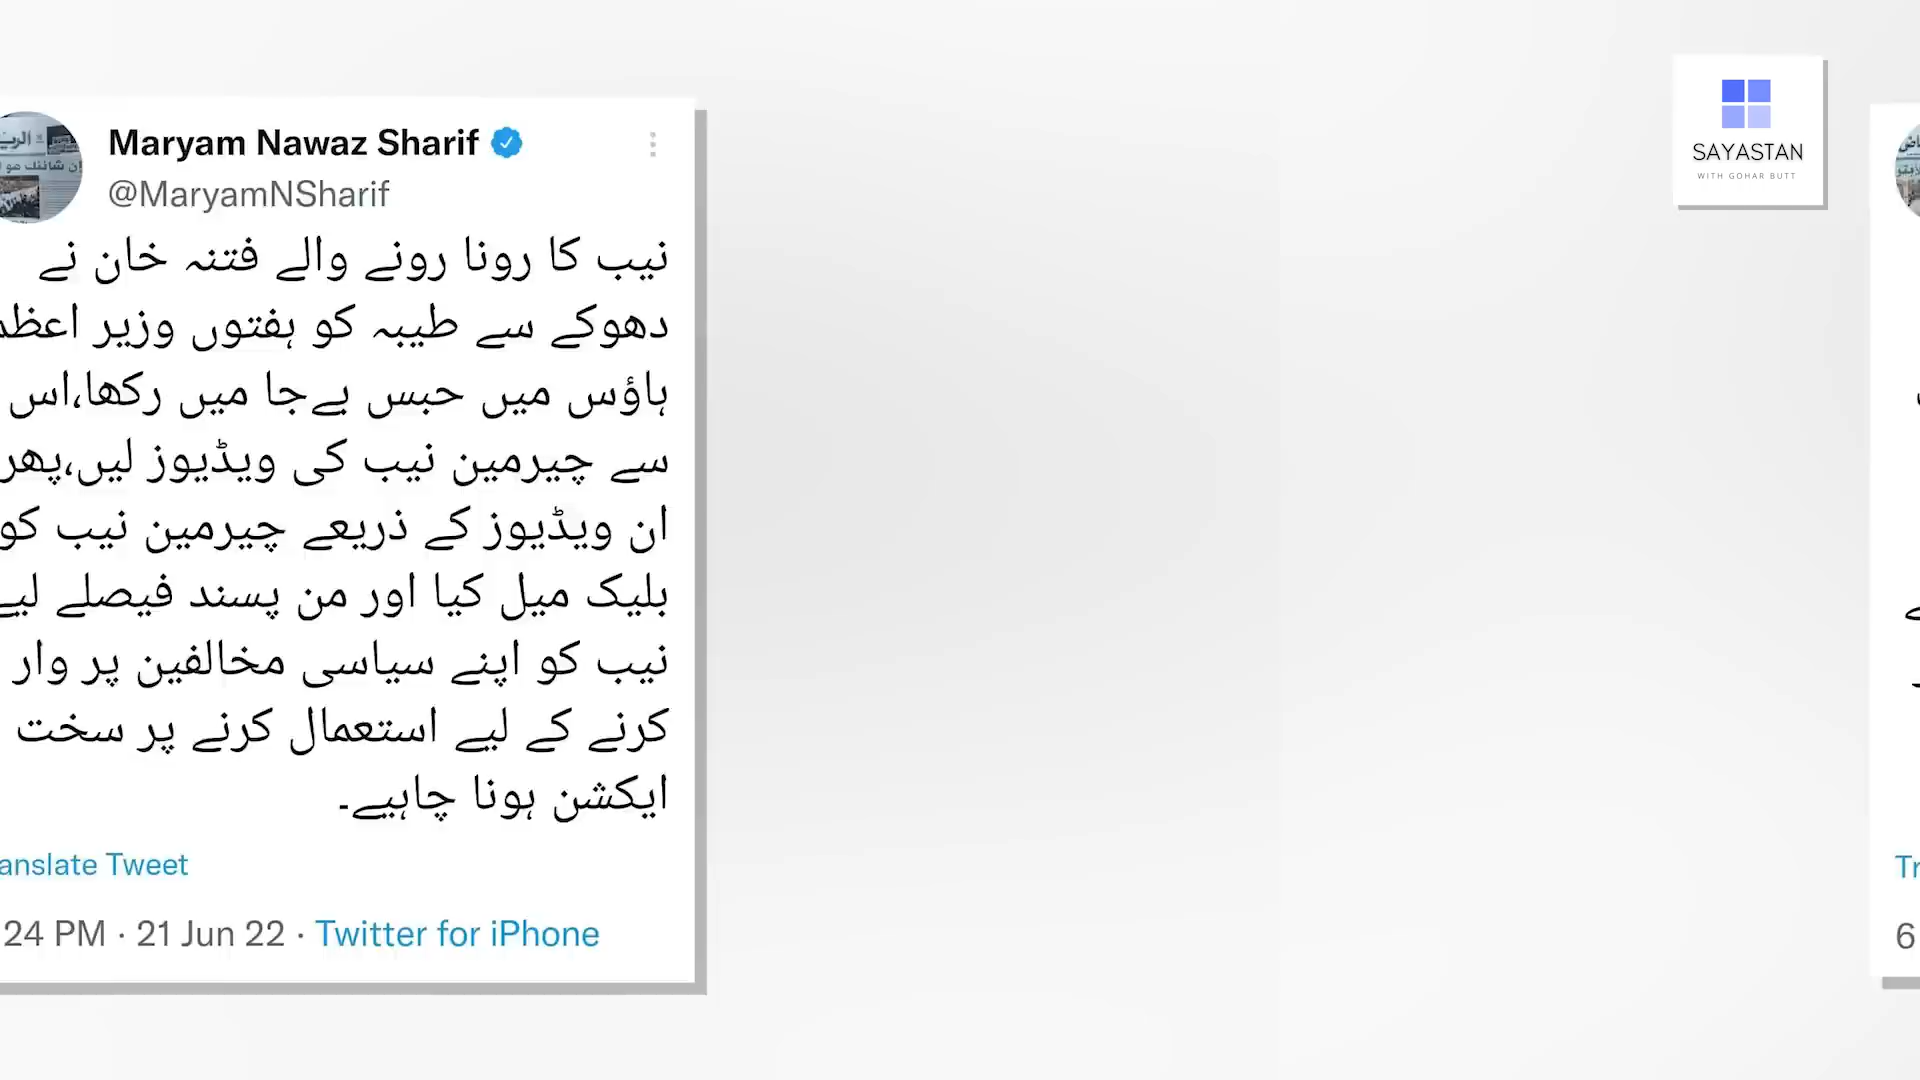 Maryam Nawaz Sharif
@MaryamNSharif
نیب کا رونا رونے والے فتنہ خان نے
دھوکے سے طیبہ کو ہفتوں وزیر اعظم
ہاؤس میں حبس بےجا میں رکھا،اس
سے چیرمین نیب کی ویڈیوز لیں،پھر
ان ویڈیوز کے ذریعے چیرمین نیب کو
بلیک میل کیا اور من پسند فیصلے لیے
نیب کو اپنے سیاسی مخالفین پر وار
کرنے کے لیے استعمال کرنے پر سخت
ایکشن ہونا چاہیے۔
anslate Tweet
24 PM · 21 Jun 22 · Twitter for iPhone
SAYASTAN
WITH GOHAR BUTT
Tr
6